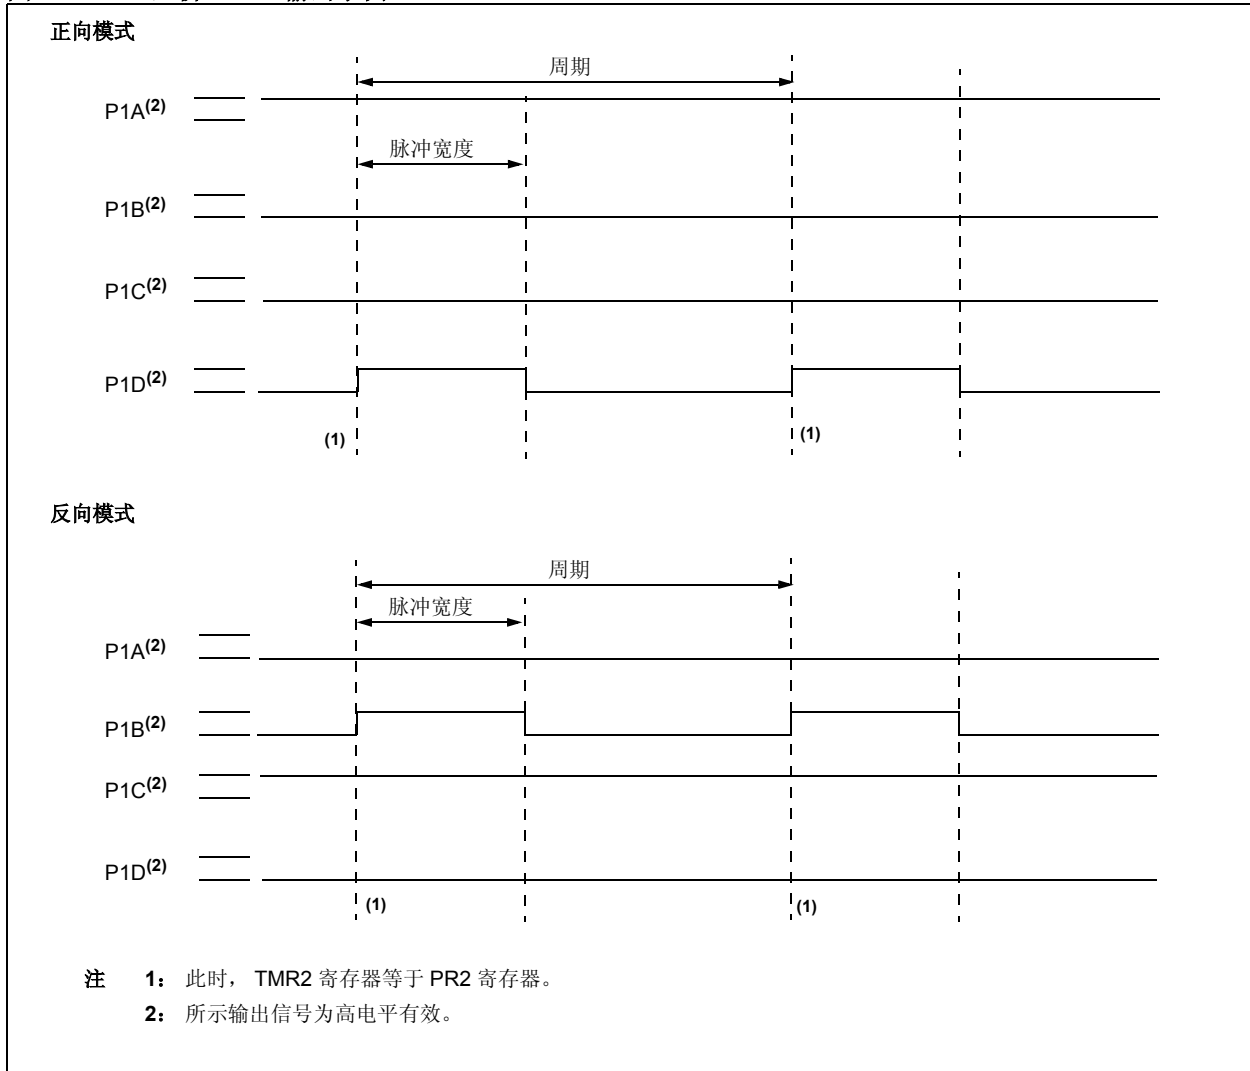 正向模式
周期
P1A(2)
脉冲宽度
P1B(2)
P1C(2)
P1D(2)
(1)
(1)
反向模式
周期
脉冲宽度
P1A(2)
P1B(2)
P1C(2)
P1D(2)
(1)
(1)
注 1： 此时， TMR2 寄存器等于 PR2 寄存器。
2： 所示输出信号为高电平有效。